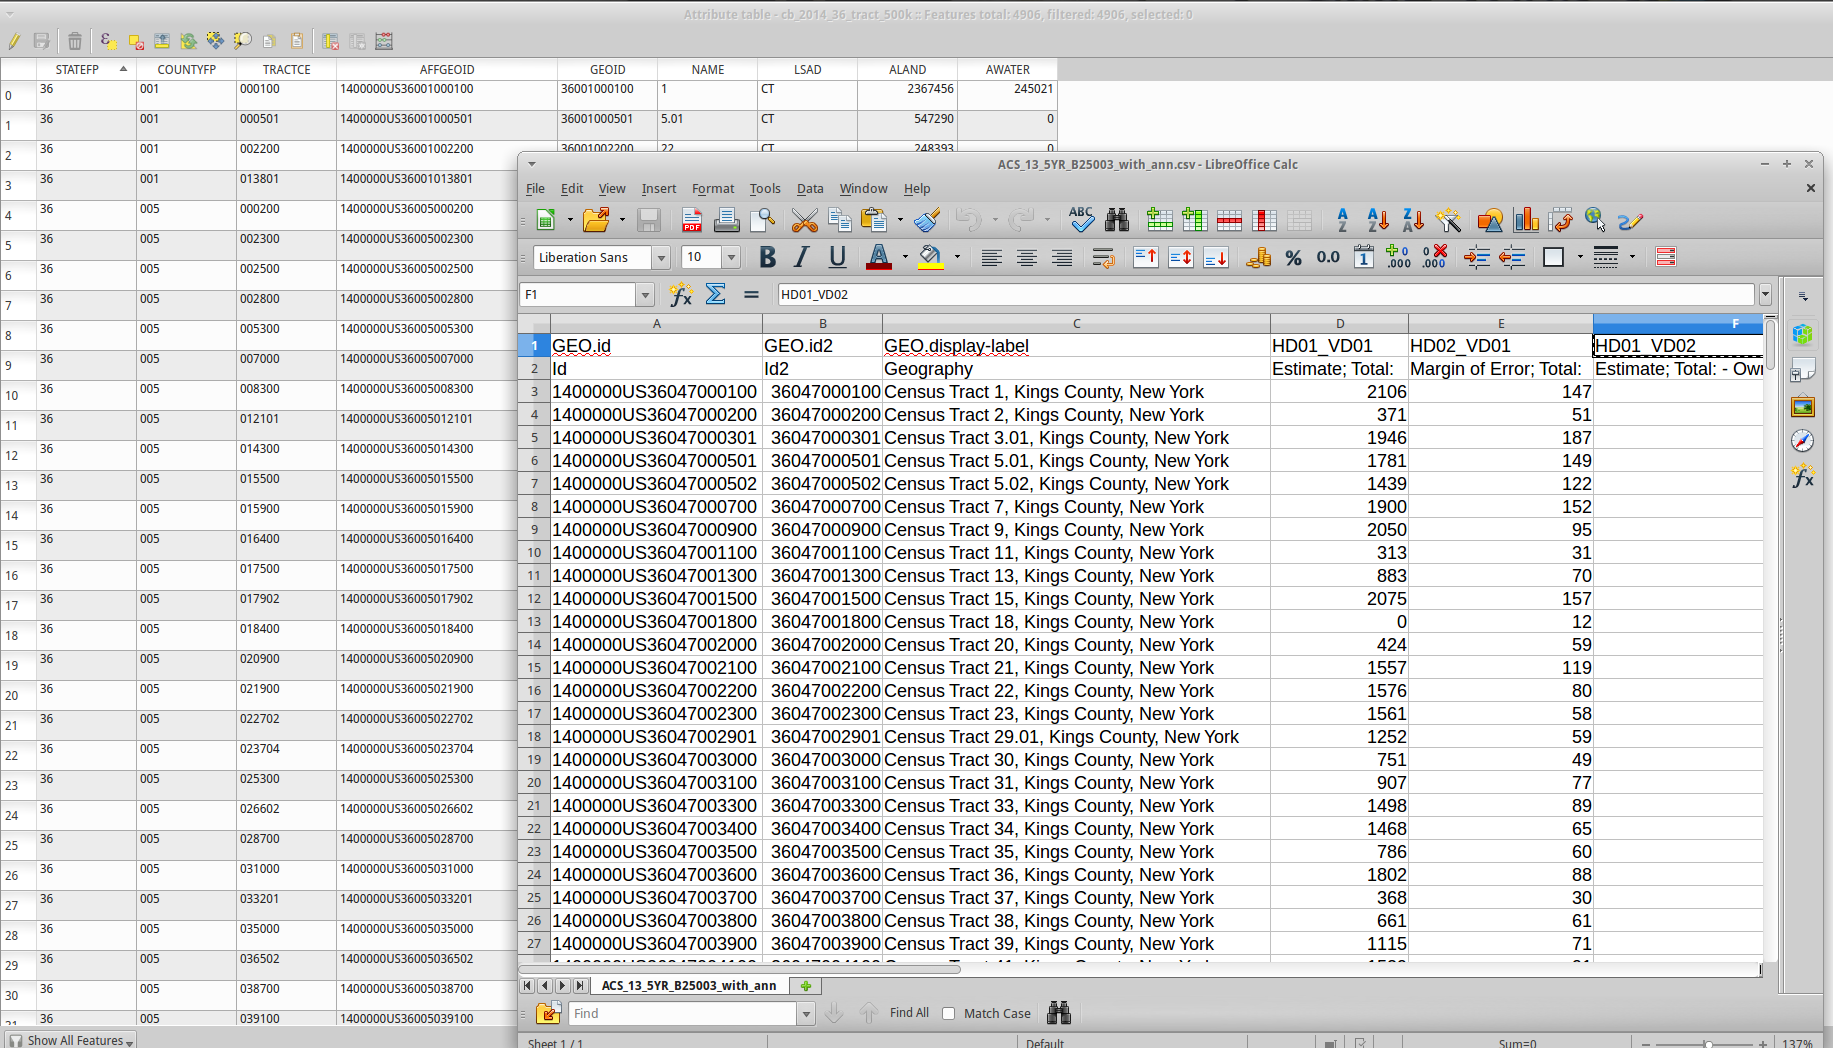 Attribute table - cb_2014_36_tract_500k :: Features total: 4906, filtered: 4906, selected: 0
STATEFP COUNTYFP TRACTCE AFFGEOID GEOID NAME LSAD ALAND AWATER
0 36 001 000100 1400000US36001000100 36001000100 1 CT 2367456 245021
1 36 001 000501 1400000US36001000501 36001000501 5.01 CT 547290 0
2 36 001 002200 1400000US36001002200 36001002200 22 CT 248393 0
3 36 001 013801 1400000US36001013801
4 36 005 000200 1400000US36005000200
5 36 005 002300 1400000US36005002300
6 36 005 002500 1400000US36005002500
7 36 005 002800 1400000US36005002800
8 36 005 005300 1400000US36005005300
9 36 005 007000 1400000US36005007000
10 36 005 008300 1400000US36005008300
11 36 005 012101 1400000US36005012101
12 36 005 014300 1400000US36005014300
13 36 005 015500 1400000US36005015500
14 36 005 015900 1400000US36005015900
15 36 005 016400 1400000US36005016400
16 36 005 017500 1400000US36005017500
17 36 005 017902 1400000US36005017902
18 36 005 018400 1400000US36005018400
19 36 005 020900 1400000US36005020900
20 36 005 021900 1400000US36005021900
21 36 005 022702 1400000US36005022702
22 36 005 023704 1400000US36005023704
23 36 005 025300 1400000US36005025300
24 36 005 026602 1400000US36005026602
25 36 005 028700 1400000US36005028700
26 36 005 031000 1400000US36005031000
27 36 005 033201 1400000US36005033201
28 36 005 035000 1400000US36005035000
29 36 005 036502 1400000US36005036502
30 36 005 038700 1400000US36005038700
31 36 005 039100 1400000US36005039100
Show All Features
ACS_13_5YR_B25003_with_ann.csv - LibreOffice Calc
File Edit View Insert Format Tools Data Window Help
Liberation Sans 10
F1 HD01_VD02
A B C D E F
1 GEO.id GEO.id2 GEO.display-label HD01_VD01 HD02_VD01 HD01_VD02
2 Id Id2 Geography Estimate; Total: Margin of Error; Total: Estimate; Total: - Ow
3 1400000US36047000100 36047000100 Census Tract 1, Kings County, New York 2106 147
4 1400000US36047000200 36047000200 Census Tract 2, Kings County, New York 371 51
5 1400000US36047000301 36047000301 Census Tract 3.01, Kings County, New York 1946 187
6 1400000US36047000501 36047000501 Census Tract 5.01, Kings County, New York 1781 149
7 1400000US36047000502 36047000502 Census Tract 5.02, Kings County, New York 1439 122
8 1400000US36047000700 36047000700 Census Tract 7, Kings County, New York 1900 152
9 1400000US36047000900 36047000900 Census Tract 9, Kings County, New York 2050 95
10 1400000US36047001100 36047001100 Census Tract 11, Kings County, New York 313 31
11 1400000US36047001300 36047001300 Census Tract 13, Kings County, New York 883 70
12 1400000US36047001500 36047001500 Census Tract 15, Kings County, New York 2075 157
13 1400000US36047001800 36047001800 Census Tract 18, Kings County, New York 0 12
14 1400000US36047002000 36047002000 Census Tract 20, Kings County, New York 424 59
15 1400000US36047002100 36047002100 Census Tract 21, Kings County, New York 1557 119
16 1400000US36047002200 36047002200 Census Tract 22, Kings County, New York 1576 80
17 1400000US36047002300 36047002300 Census Tract 23, Kings County, New York 1561 58
18 1400000US36047002901 36047002901 Census Tract 29.01, Kings County, New York 1252 59
19 1400000US36047003000 36047003000 Census Tract 30, Kings County, New York 751 49
20 1400000US36047003100 36047003100 Census Tract 31, Kings County, New York 907 77
21 1400000US36047003300 36047003300 Census Tract 33, Kings County, New York 1498 89
22 1400000US36047003400 36047003400 Census Tract 34, Kings County, New York 1468 65
23 1400000US36047003500 36047003500 Census Tract 35, Kings County, New York 786 60
24 1400000US36047003600 36047003600 Census Tract 36, Kings County, New York 1802 88
25 1400000US36047003700 36047003700 Census Tract 37, Kings County, New York 368 30
26 1400000US36047003800 36047003800 Census Tract 38, Kings County, New York 661 61
27 1400000US36047003900 36047003900 Census Tract 39, Kings County, New York 1115 71
ACS_13_5YR_B25003_with_ann
Find Find All Match Case
Sheet 1 / 1 Default Sum=0 137%